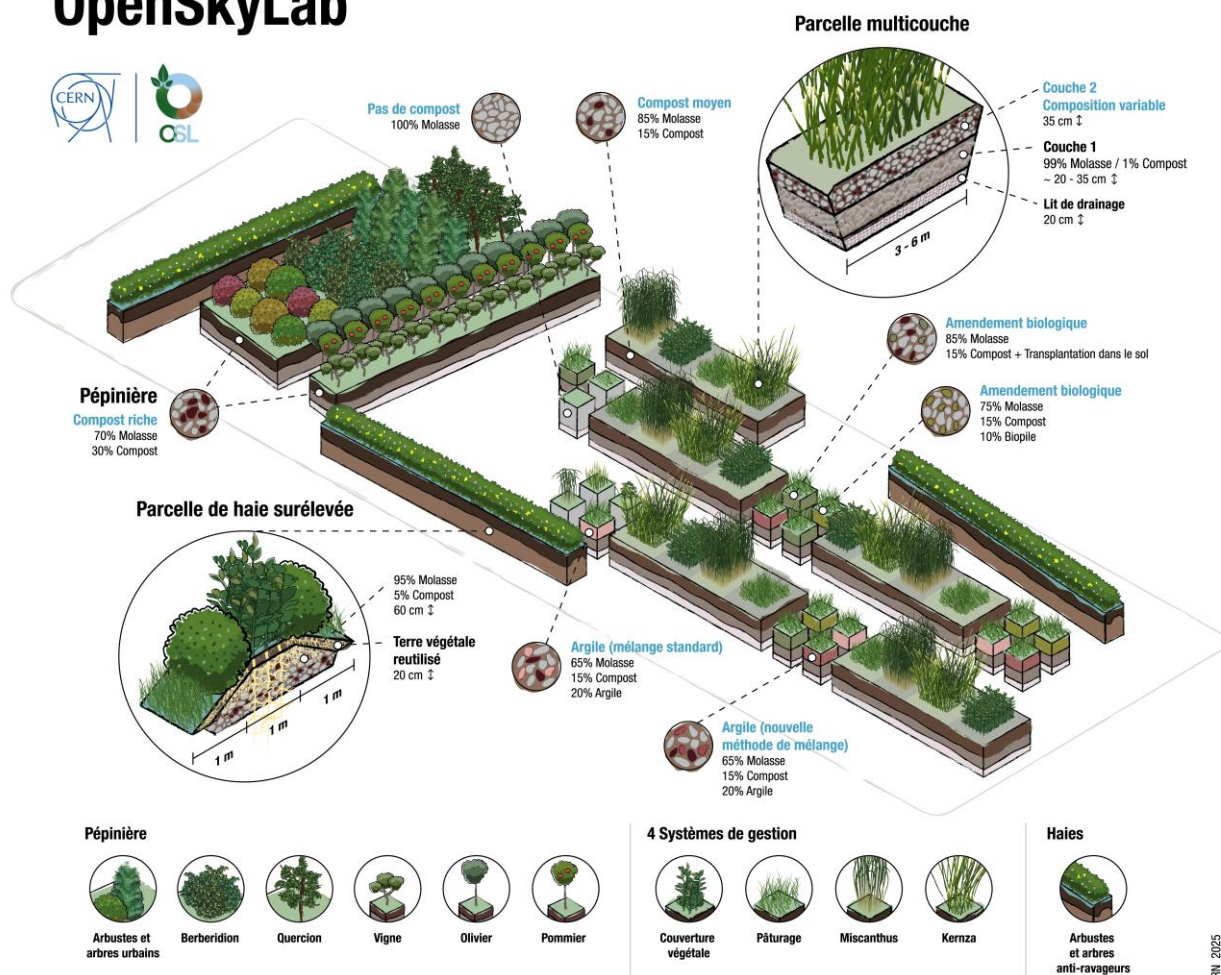 OpenSkyLab
CERN
OSL
Parcelle multicouche
Couche 2
Composition variable
35 cm ↕
Couche 1
99% Molasse / 1% Compost
~ 20 - 35 cm ↕
Lit de drainage
20 cm ↕
3 - 6 m
Pas de compost
100% Molasse
Compost moyen
85% Molasse
15% Compost
Amendement biologique
85% Molasse
15% Compost + Transplantation dans le sol
Amendement biologique
75% Molasse
15% Compost
10% Biopile
Pépinière
Compost riche
70% Molasse
30% Compost
Parcelle de haie surélevée
95% Molasse
5% Compost
60 cm ↕
Terre végétale
reutilisé
20 cm ↕
1 m
1 m
1 m
Argile (mélange standard)
65% Molasse
15% Compost
20% Argile
Argile (nouvelle
méthode de mélange)
65% Molasse
15% Compost
20% Argile
Pépinière
Arbustes et
arbres urbains
Berberidion
Quercion
Vigne
Olivier
Pommier
4 Systèmes de gestion
Couverture
végétale
Pâturage
Miscanthus
Kernza
Haies
Arbustes
et arbres
anti-ravageurs
2025